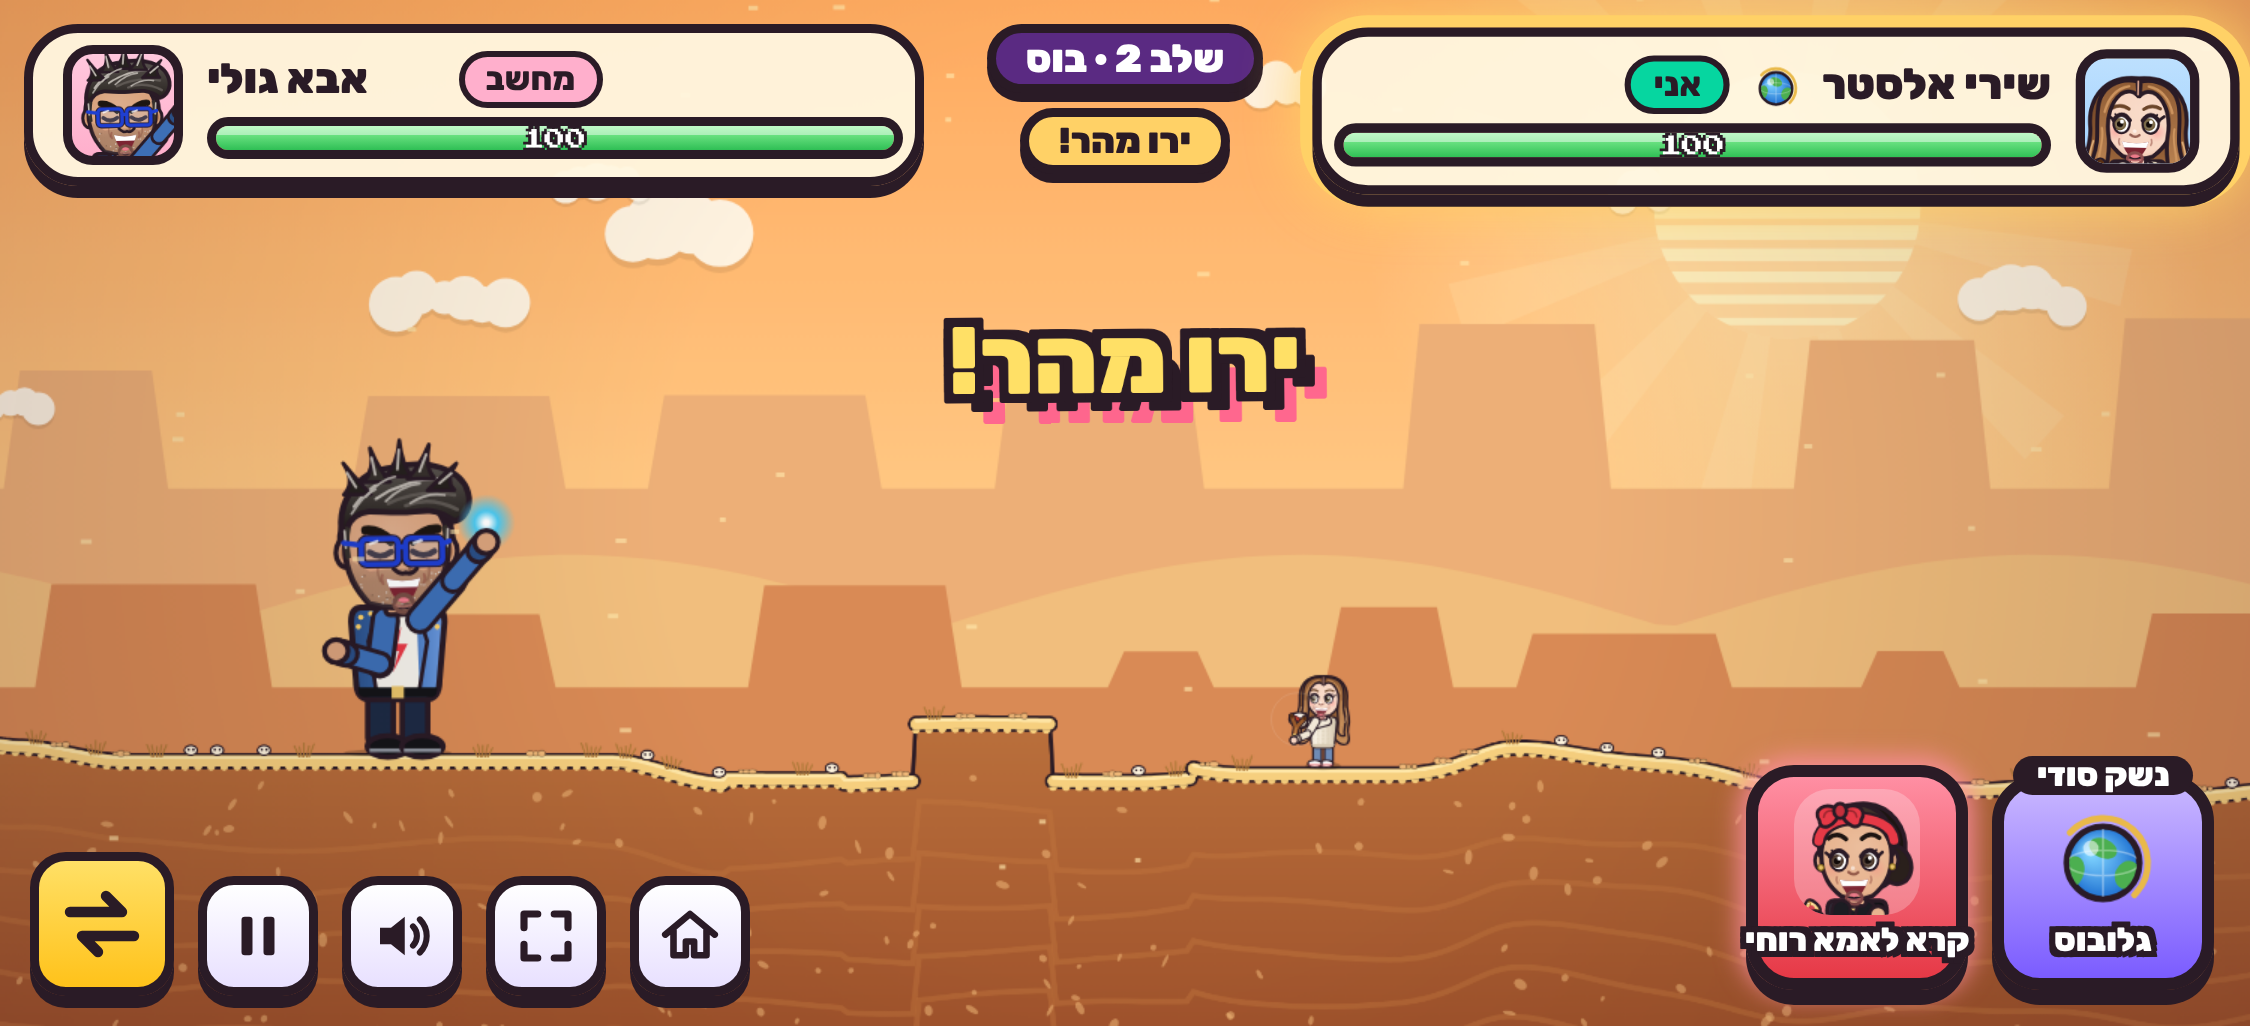 שירי אלסטר
אני
100
שלב 2 • בוס
ירו מהר!
אבא גולי
מחשב
100
ירו מהר!
נשק סודי
גלובוס
קרא לאמא רוחי